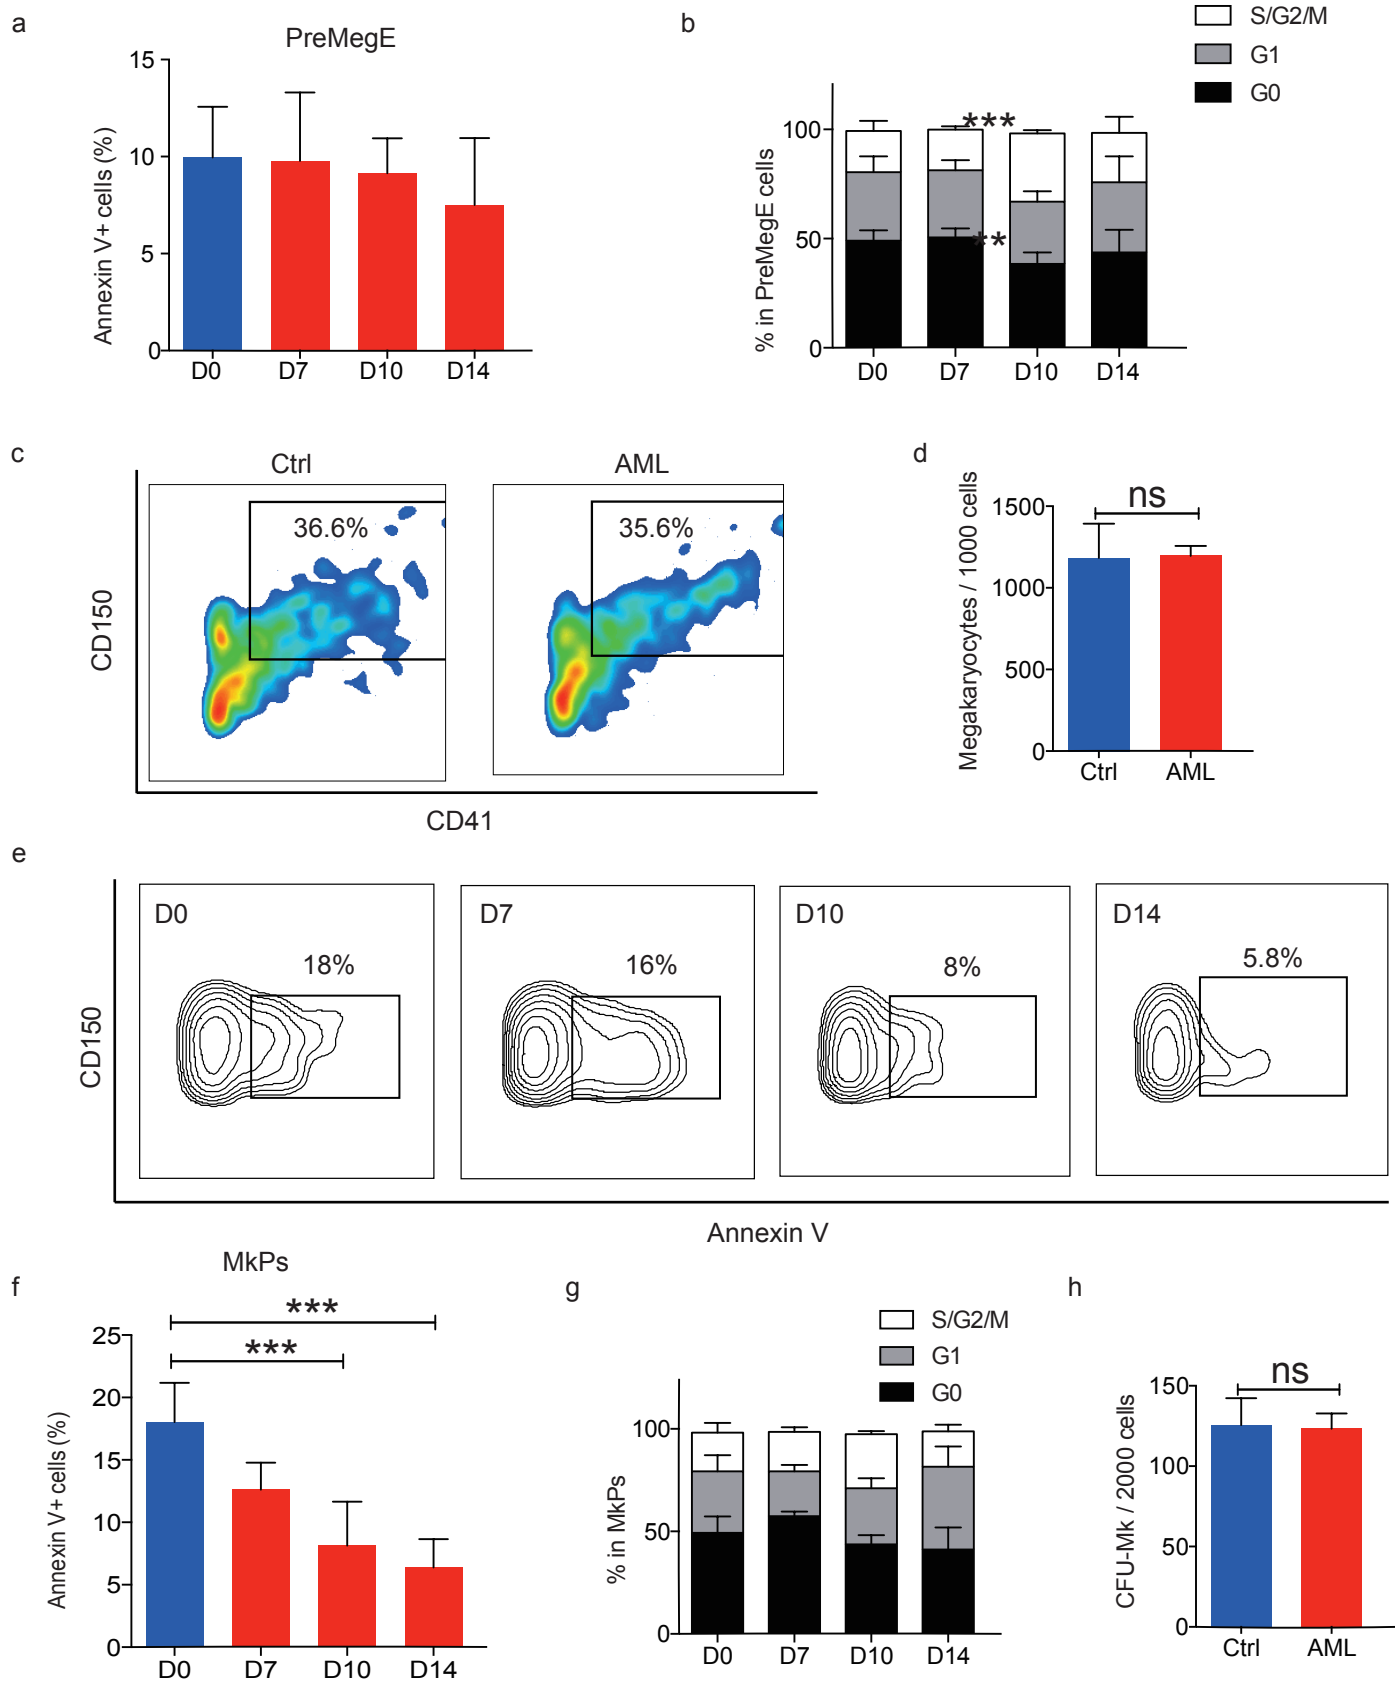 a
PreMegE
Annexin V+ cells (%)
15
10
5
0
D0 D7 D10 D14
b
S/G2/M
G1
G0
% in PreMegE cells
100
50
0
***
**
D0 D7 D10 D14
c
Ctrl
AML
36.6%
35.6%
CD150
CD41
d
Megakaryocytes / 1000 cells
1500
1000
500
0
ns
Ctrl AML
e
D0
18%
D7
16%
D10
8%
D14
5.8%
CD150
Annexin V
f
MkPs
Annexin V+ cells (%)
25
20
15
10
5
0
***
***
D0 D7 D10 D14
g
S/G2/M
G1
G0
% in MkPs
100
50
0
D0 D7 D10 D14
h
CFU-Mk / 2000 cells
150
100
50
0
ns
Ctrl AML